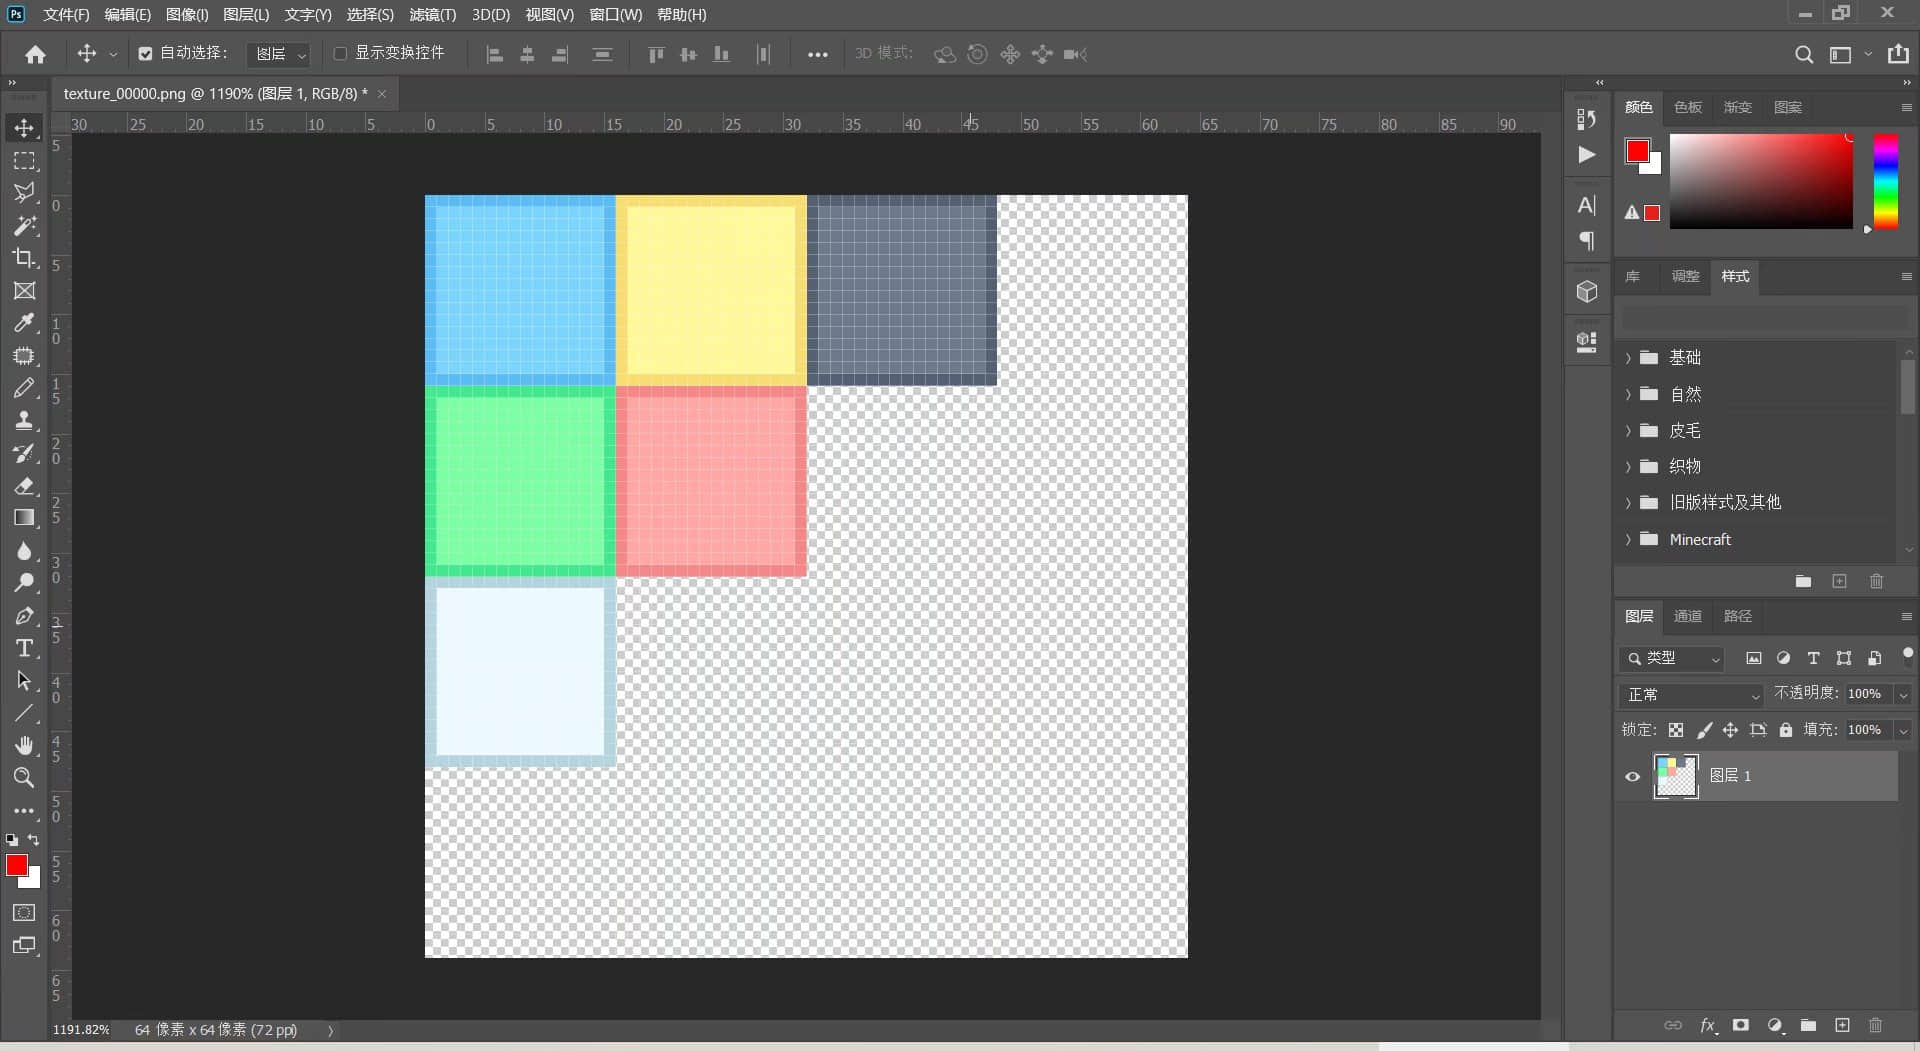 Ps 文件(F) 编辑(E) 图像(I) 图层(L) 文字(Y) 选择(S) 滤镜(T) 3D(D) 视图(V) 窗口(W) 帮助(H)
自动选择： 图层 显示变换控件 3D 模式：
texture_00000.png @ 1190% (图层 1, RGB/8) * ×
30 25 20 15 10 5 0 5 10 15 20 25 30 35 40 45 50 55 60 65 70 75 80 85 90
5
0
5
10
15
20
25
30
35
40
45
50
55
60
65
颜色 色板 渐变 图案
库 调整 样式
基础
自然
皮毛
织物
旧版样式及其他
Minecraft
图层 通道 路径
类型
正常 不透明度: 100%
锁定: 填充: 100%
图层 1
fx
1191.82% 64 像素 x 64 像素 (72 ppi)